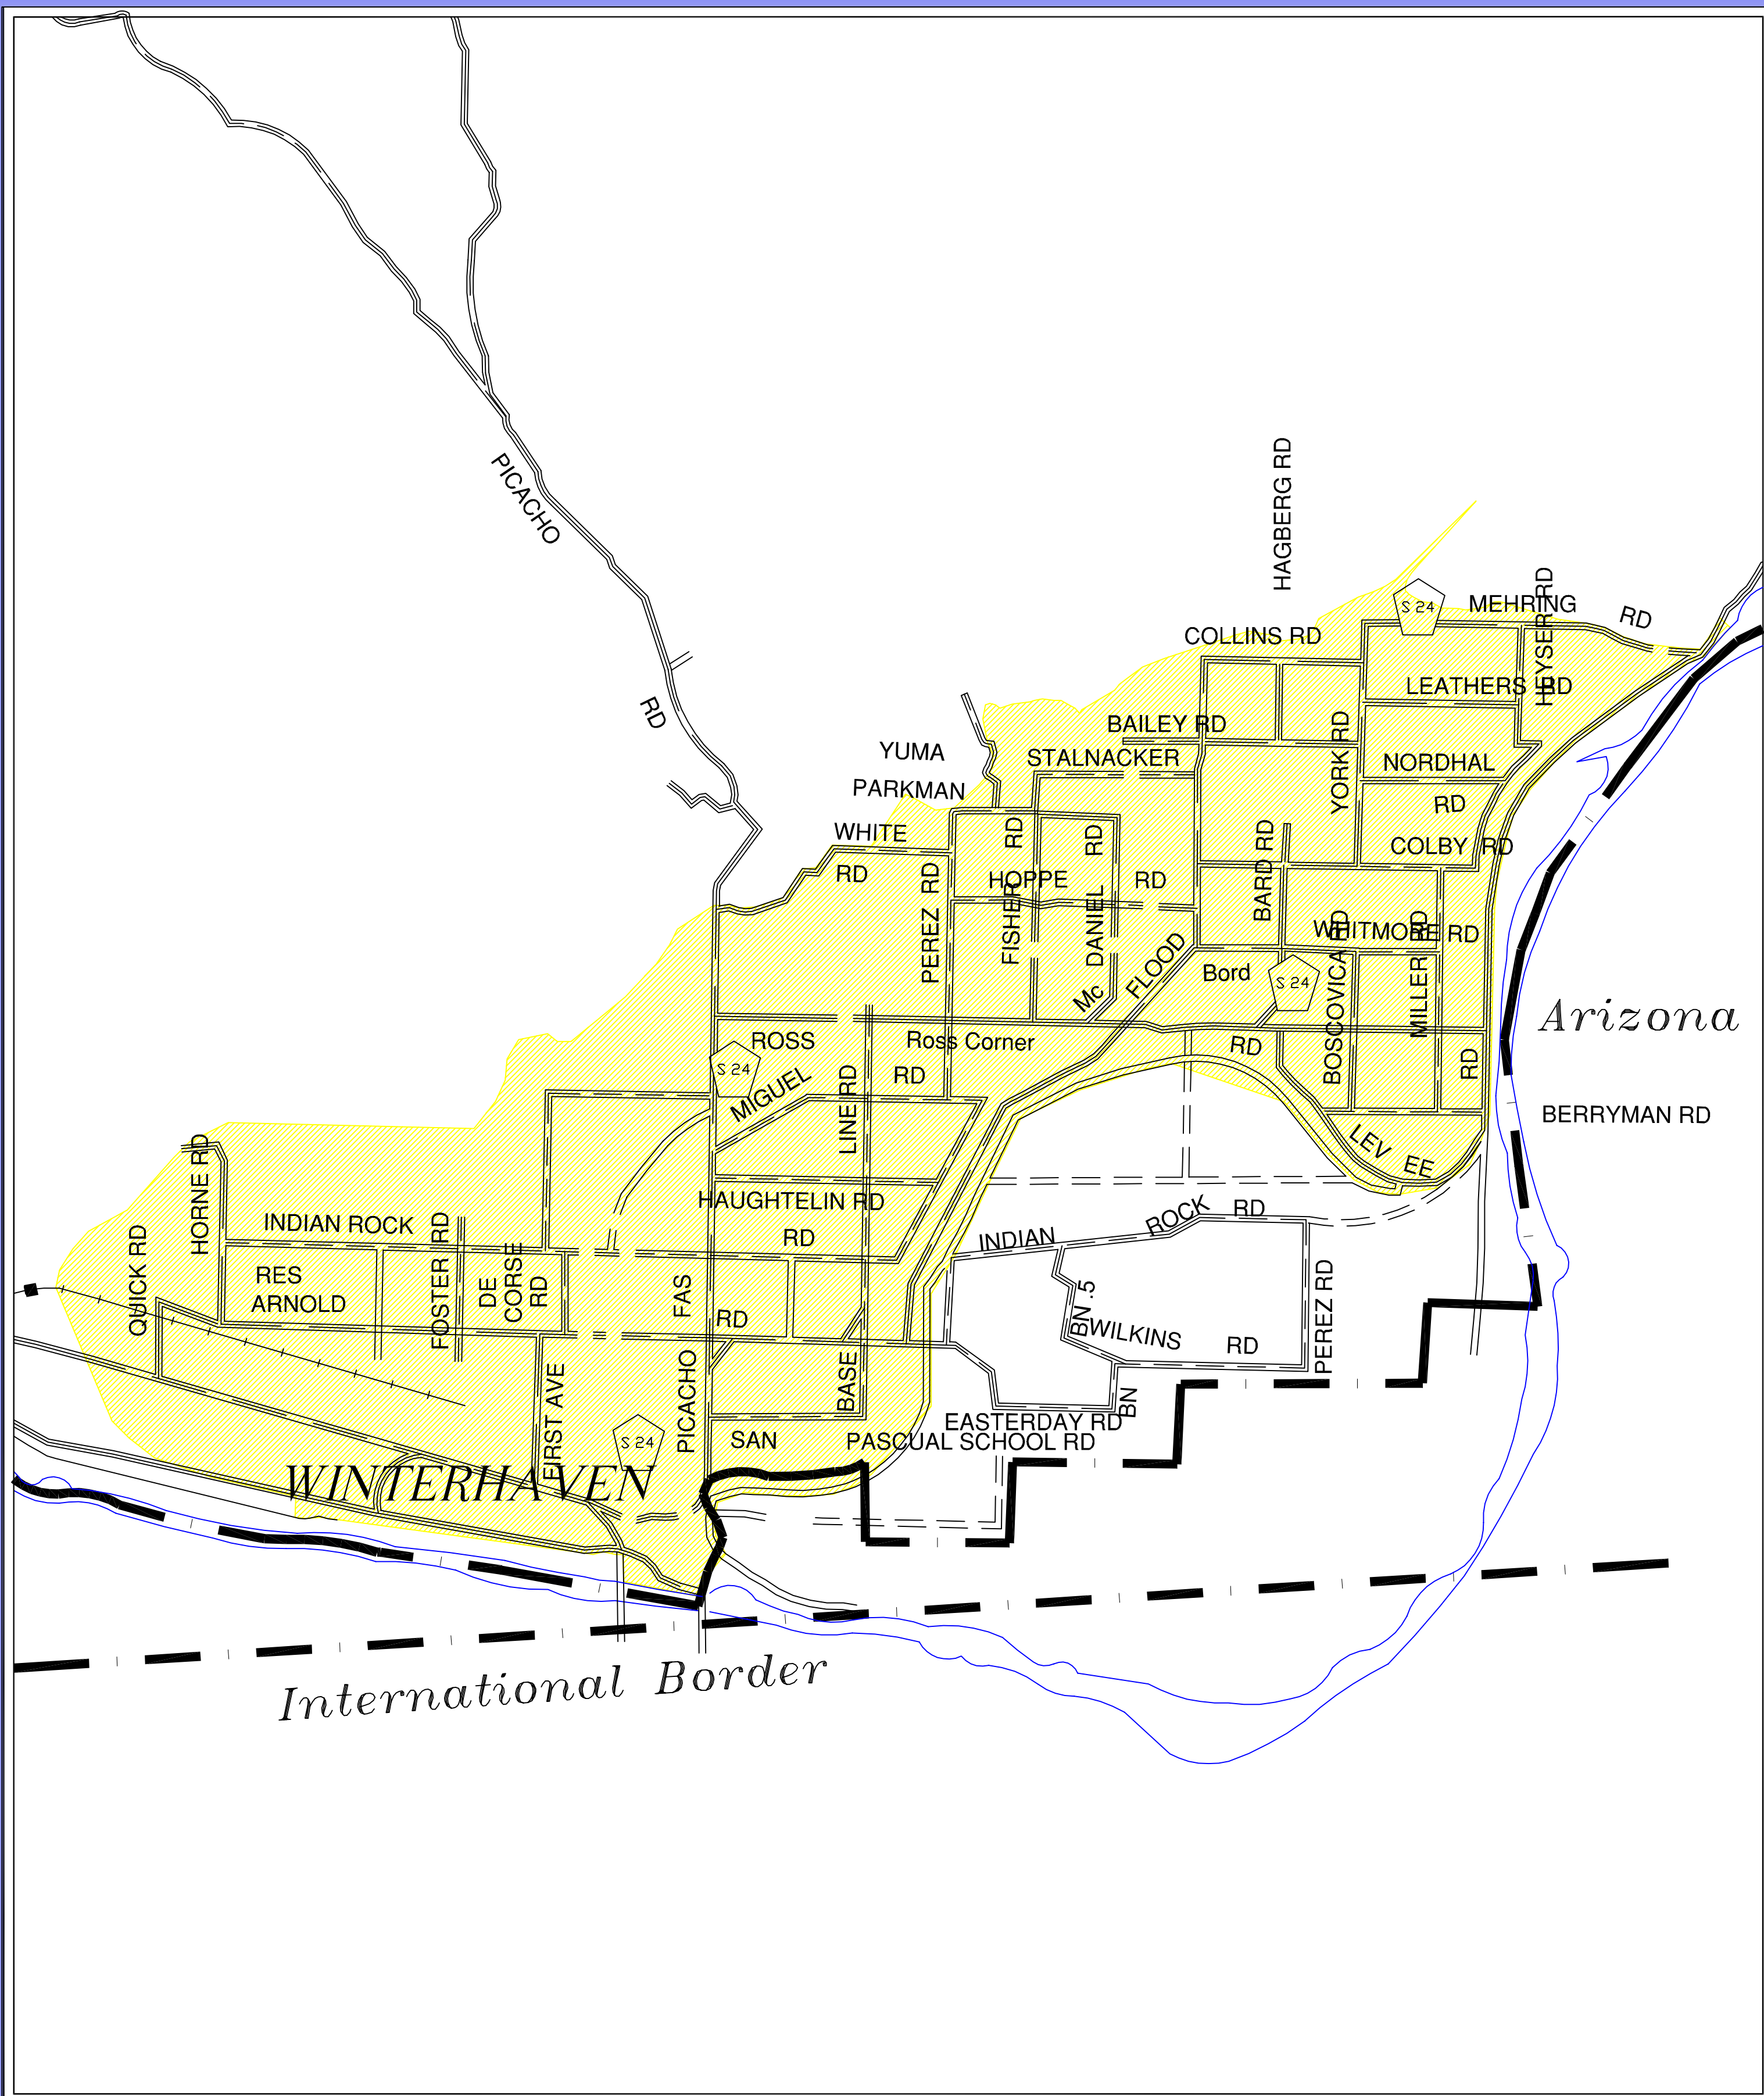 PICACHO
RD
HAGBERG RD
S 24
MEHRING
RD
HEYSER RD
COLLINS RD
LEATHERS RD
BAILEY RD
YORK RD
YUMA
STALNACKER
NORDHAL
RD
PARKMAN
WHITE
RD
RD
RD
BARD RD
COLBY RD
PEREZ RD
HOPPE
RD
FISHER
DANIEL
WHITMORE RD
FLOOD
Bord
S 24
BOSCOVICA RD
MILLER RD
Mc
Arizona
ROSS
Ross Corner
RD
RD
S 24
MIGUEL
RD
LINE RD
BERRYMAN RD
LEV
EE
HORNE RD
HAUGHTELIN RD
INDIAN ROCK
RD
INDIAN
ROCK
RD
QUICK RD
RES
ARNOLD
FOSTER RD
DE
CORSE
RD
FAS
RD
BN .5
WILKINS
RD
PEREZ RD
FIRST AVE
PICACHO
BASE
BN
EASTERDAY RD
S 24
SAN
PASCUAL SCHOOL RD
WINTERHAVEN
International Border